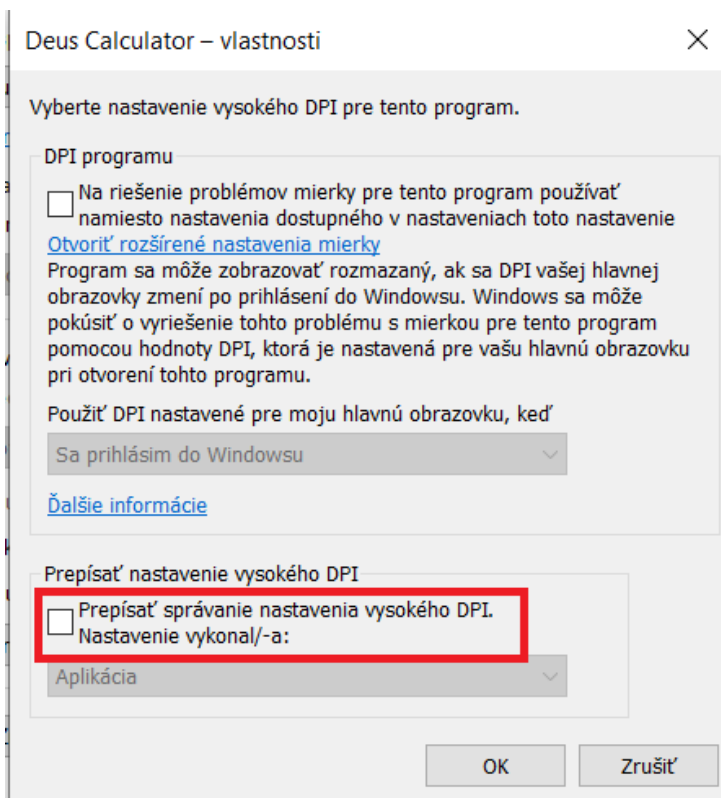 Deus Calculator – vlastnosti
Vyberte nastavenie vysokého DPI pre tento program.
DPI programu
Na riešenie problémov mierky pre tento program používať
namiesto nastavenia dostupného v nastaveniach toto nastavenie
Otvoriť rozšírené nastavenia mierky
Program sa môže zobrazovať rozmazaný, ak sa DPI vašej hlavnej
obrazovky zmení po prihlásení do Windowsu. Windows sa môže
pokúsiť o vyriešenie tohto problému s mierkou pre tento program
pomocou hodnoty DPI, ktorá je nastavená pre vašu hlavnú obrazovku
pri otvorení tohto programu.
Použiť DPI nastavené pre moju hlavnú obrazovku, keď
Sa prihlásim do Windowsu
Ďalšie informácie
Prepísať nastavenie vysokého DPI
Prepísať správanie nastavenia vysokého DPI.
Nastavenie vykonal/-a:
Aplikácia
OK
Zrušiť